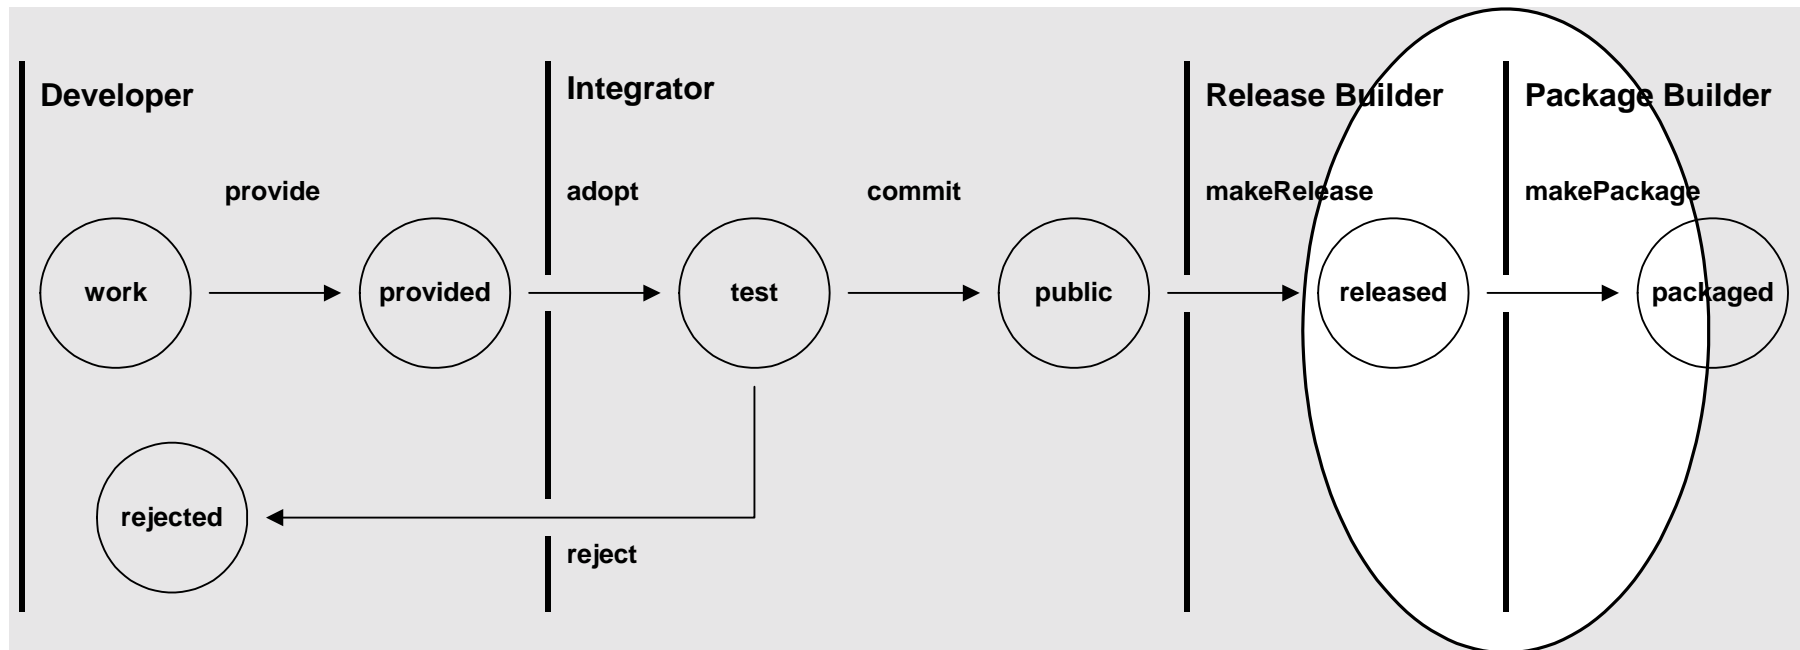 Developer
Integrator
Release Builder
Package Builder
provide
adopt
commit
makeRelease
makePackage
work
provided
test
public
released
packaged
rejected
reject